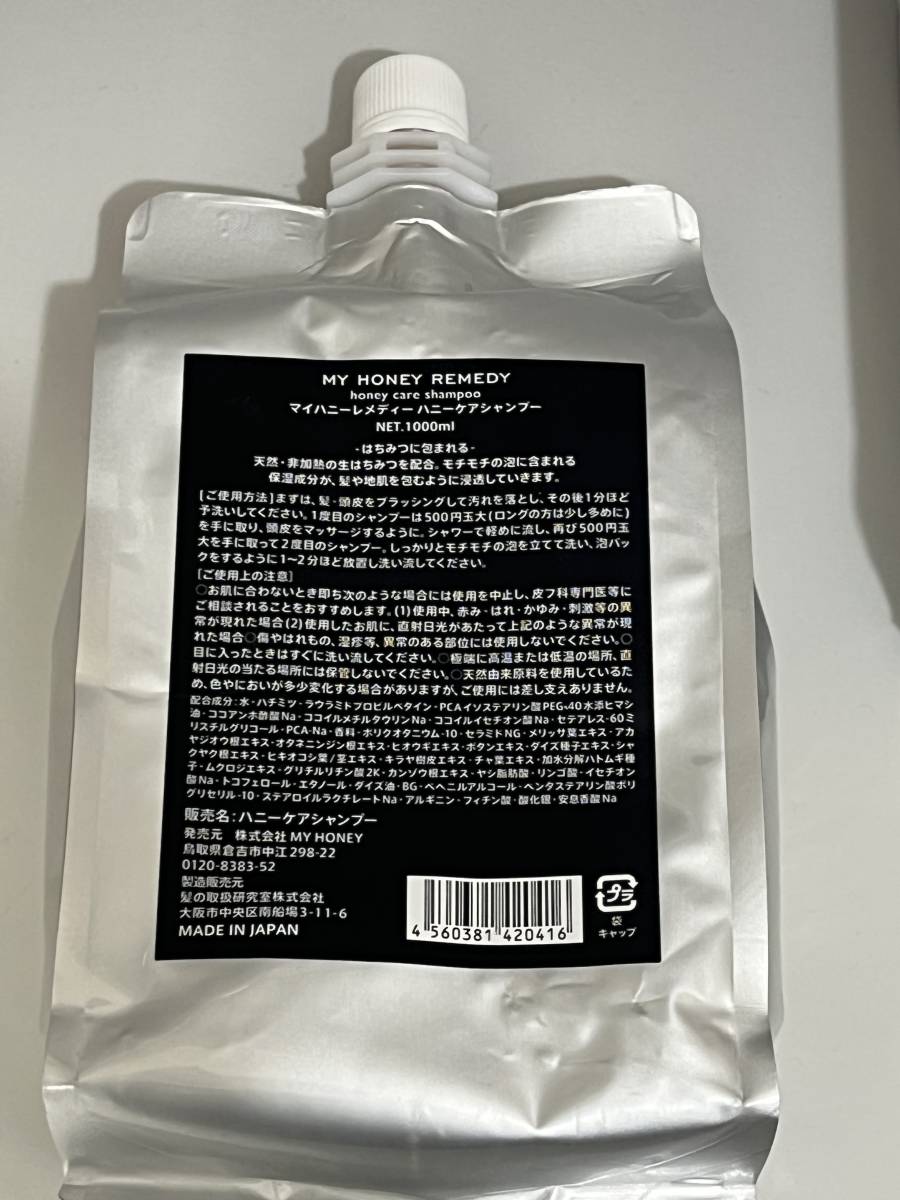 MY HONEY REMEDY
honey care shampoo
マイハニーレメディー ハニーケアシャンプー
NET.1000ml
-はちみつに包まれる-
天然・非加熱の生はちみつを配合。モチモチの泡に含まれる
保湿成分が、髪や地肌を包むように浸透していきます。
[ご使用方法]まずは、髪・頭皮をブラッシングして汚れを落とし、その後1分ほど
予洗いしてください。1度目のシャンプーは500円玉大(ロングの方は少し多めに)
を手に取り、頭皮をマッサージするように。シャワーで軽めに流し、再び500円玉
大を手に取って2度目のシャンプー。しっかりとモチモチの泡を立てて洗い、泡パッ
クをするように1〜2分ほど放置し洗い流してください。
[ご使用上の注意]
○お肌に合わないとき即ち次のような場合には使用を中止し、皮フ科専門医等に
ご相談されることをおすすめします。(1)使用中、赤み・はれ・かゆみ・刺激等の異
常が現れた場合(2)使用したお肌に、直射日光があたって上記のような異常が現
れた場合○傷やはれもの、湿疹等、異常のある部位には使用しないでください。○
目に入ったときはすぐに洗い流してください。○極端に高温または低温の場所、直
射日光の当たる場所には保管しないでください。○天然由来原料を使用しているた
め、色やにおいが多少変化する場合がありますが、ご使用には差し支えありません。
配合成分:水・ハチミツ・ラウラミドプロピルベタイン・PCAイソステアリン酸PEG-40水添ヒマシ
油・ココアンホ酢酸Na・ココイルメチルタウリンNa・ココイルイセチオン酸Na・セテアレス-60ミ
リスチルグリコール・PCA-Na・香料・ポリクオタニウム-10・セラミドNG・メリッサ葉エキス・アカ
ヤジオウ根エキス・オタネニンジン根エキス・ヒオウギエキス・ボタンエキス・ダイズ種子エキス・シャ
クヤク根エキス・ヒキオコシ葉/茎エキス・キラヤ樹皮エキス・チャ葉エキス・加水分解ハトムギ種
子・ムクロジエキス・グリチルリチン酸2K・カンゾウ根エキス・ヤシ脂肪酸・リンゴ酸・イセチオン
酸Na・トコフェロール・エタノール・ダイズ油・BG・ベヘニルアルコール・ペンタステアリン酸ポリ
グリセリル-10・ステアロイルラクチレートNa・アルギニン・フィチン酸・酸化銀・安息香酸Na
販売名:ハニーケアシャンプー
発売元 株式会社 MY HONEY
鳥取県倉吉市中江298-22
0120-8383-52
製造販売元
髪の取扱研究室株式会社
大阪市中央区南船場3-11-6
MADE IN JAPAN
4 560381 420416
プラ
袋
キャップ